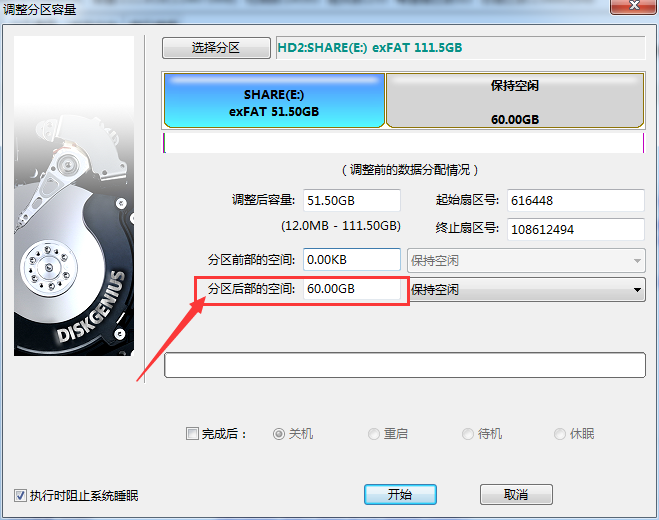 调整分区容量
选择分区
HD2:SHARE(E:) exFAT 111.5GB
SHARE(E:)
exFAT 51.50GB
保持空闲
60.00GB
(调整前的数据分配情况)
调整后容量: 51.50GB 起始扇区号: 616448
(12.0MB - 111.50GB) 终止扇区号: 108612494
分区前部的空间: 0.00KB 保持空闲
分区后部的空间: 60.00GB 保持空闲
DISKGENIUS
完成后: 关机 重启 待机 休眠
执行时阻止系统睡眠 开始 取消